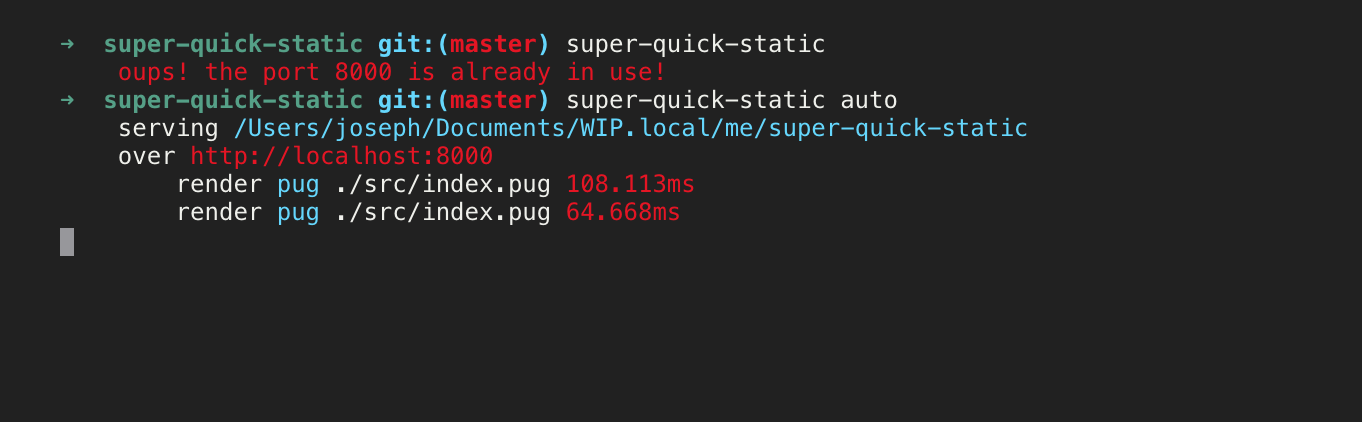 ➜ super-quick-static git:(master) super-quick-static
oups! the port 8000 is already in use!
➜ super-quick-static git:(master) super-quick-static auto
serving /Users/joseph/Documents/WIP.local/me/super-quick-static
over http://localhost:8000
render pug ./src/index.pug 108.113ms
render pug ./src/index.pug 64.668ms